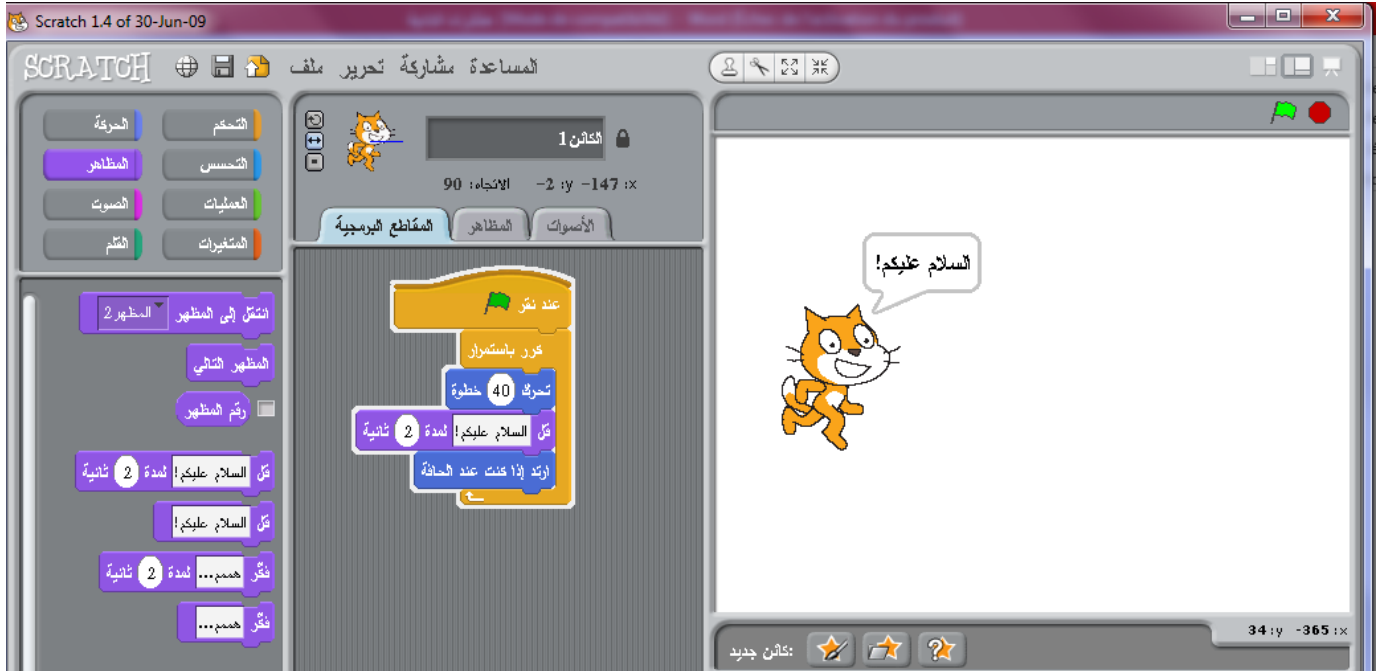 Scratch 1.4 of 30-Jun-09
SCRATCH
ملف تحرير مشاركة المساعدة
الحركة
التحكم
المظاهر
التحسس
الصوت
العمليات
القلم
المتغيرات
انتقل إلى المظهر المظهر2
المظهر التالي
رقم المظهر
قل السلام عليكم! لمدة 2 ثانية
قل السلام عليكم!
فكّر هممم... لمدة 2 ثانية
فكّر هممم...
الكائن1
x: -147 y: -2 الاتجاه: 90
المقاطع البرمجية
المظاهر
الأصوات
عند نقر
كرر باستمرار
تحرك 40 خطوة
قل السلام عليكم! لمدة 2 ثانية
ارتد إذا كنت عند الحافة
السلام عليكم!
x: -365 y: 34
كائن جديد: